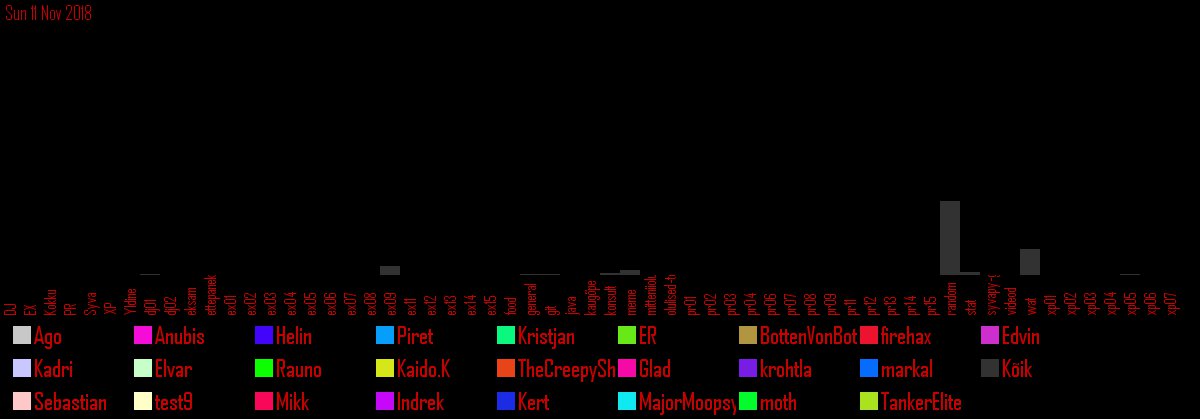 Sun 11 Nov 2018
DJ EX Kokku PR Syva XP Yldine dj01 dj02 eksam ettepanek ex01 ex02 ex03 ex04 ex05 ex06 ex07 ex08 ex09 ex11 ex12 ex13 ex14 ex15 food general git java kaugõpe konsult meme olulised-h pr01 pr02 pr03 pr04 pr06 pr07 pr08 pr09 pr11 pr12 pr13 pr14 pr15 random stat videod wat xp01 xp02 xp03 xp04 xp05 xp06 xp07
Ago Anubis Helin Piret Kristjan ER BottenVonBot firehax Edvin
Kadri Elvar Rauno Kaido.K TheCreepySh Glad krohtla markal Kõik
Sebastian test9 Mikk Indrek Kert MajorMoopsy moth TankerElite